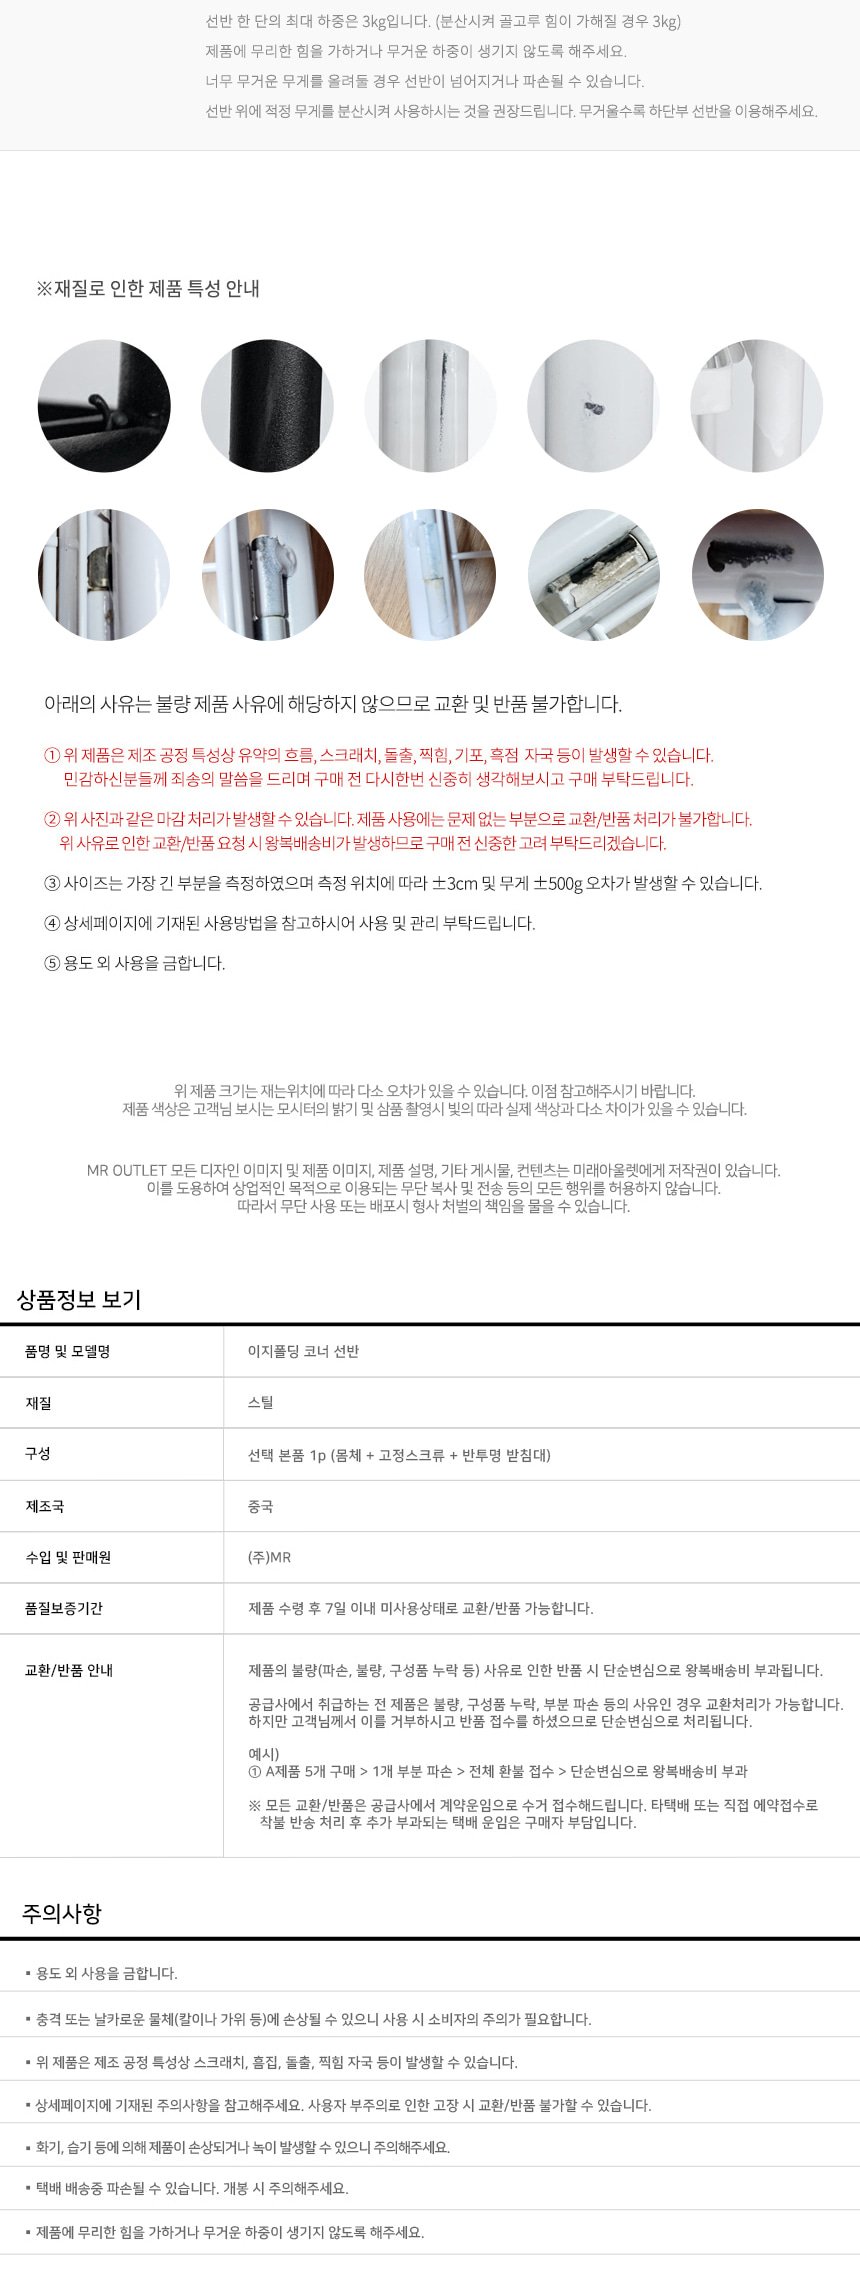 선반 한 단의 최대 하중은 3kg입니다. (분산시켜 골고루 힘이 가해질 경우 3kg)
제품에 무리한 힘을 가하거나 무거운 하중이 생기지 않도록 해주세요.
너무 무거운 무게를 올려둘 경우 선반이 넘어지거나 파손될 수 있습니다.
선반 위에 적정 무게를 분산시켜 사용하시는 것을 권장드립니다. 무거울수록 하단부 선반을 이용해주세요.
※재질로 인한 제품 특성 안내
아래의 사유는 불량 제품 사유에 해당하지 않으므로 교환 및 반품 불가합니다.
① 위 제품은 제조 공정 특성상 유약의 흐름, 스크래치, 돌출, 찍힘, 기포, 흑점 자국 등이 발생할 수 있습니다.
민감하신분들께 죄송의 말씀을 드리며 구매 전 다시한번 신중히 생각해보시고 구매 부탁드립니다.
② 위 사진과 같은 마감 처리가 발생할 수 있습니다. 제품 사용에는 문제 없는 부분으로 교환/반품 처리가 불가합니다.
위 사유로 인한 교환/반품 요청 시 왕복배송비가 발생하므로 구매 전 신중한 고려 부탁드리겠습니다.
③ 사이즈는 가장 긴 부분을 측정하였으며 측정 위치에 따라 ±3cm 및 무게 ±500g 오차가 발생할 수 있습니다.
④ 상세페이지에 기재된 사용방법을 참고하시어 사용 및 관리 부탁드립니다.
⑤ 용도 외 사용을 금합니다.
위 제품 크기는 재는위치에 따라 다소 오차가 있을 수 있습니다. 이점 참고해주시기 바랍니다.
제품 색상은 고객님 보시는 모시터의 밝기 및 삼품 촬영시 빛의 따라 실제 색상과 다소 차이가 있을 수 있습니다.
MR OUTLET 모든 디자인 이미지 및 제품 이미지, 제품 설명, 기타 게시물, 컨텐츠는 미래아울렛에게 저작권이 있습니다.
이를 도용하여 상업적인 목적으로 이용되는 무단 복사 및 전송 등의 모든 행위를 허용하지 않습니다.
따라서 무단 사용 또는 배포시 형사 처벌의 책임을 물을 수 있습니다.
상품정보 보기
품명 및 모델명 이지폴딩 코너 선반
재질 스틸
구성 선택 본품 1p (몸체 + 고정스크류 + 반투명 받침대)
제조국 중국
수입 및 판매원 (주)MR
품질보증기간 제품 수령 후 7일 이내 미사용상태로 교환/반품 가능합니다.
교환/반품 안내 제품의 불량(파손, 불량, 구성품 누락 등) 사유로 인한 반품 시 단순변심으로 왕복배송비 부과됩니다.
공급사에서 취급하는 전 제품은 불량, 구성품 누락, 부분 파손 등의 사유인 경우 교환처리가 가능합니다.
하지만 고객님께서 이를 거부하시고 반품 접수를 하셨으므로 단순변심으로 처리됩니다.
예시)
① A제품 5개 구매 > 1개 부분 파손 > 전체 환불 접수 > 단순변심으로 왕복배송비 부과
※ 모든 교환/반품은 공급사에서 계약운임으로 수거 접수해드립니다. 타택배 또는 직접 예약접수로
착불 반송 처리 후 추가 부과되는 택배 운임은 구매자 부담입니다.
주의사항
▪ 용도 외 사용을 금합니다.
▪ 충격 또는 날카로운 물체(칼이나 가위 등)에 손상될 수 있으니 사용 시 소비자의 주의가 필요합니다.
▪ 위 제품은 제조 공정 특성상 스크래치, 흠집, 돌출, 찍힘 자국 등이 발생할 수 있습니다.
▪ 상세페이지에 기재된 주의사항을 참고해주세요. 사용자 부주의로 인한 고장 시 교환/반품 불가할 수 있습니다.
▪ 화기, 습기 등에 의해 제품이 손상되거나 녹이 발생할 수 있으니 주의해주세요.
▪ 택배 배송중 파손될 수 있습니다. 개봉 시 주의해주세요.
▪ 제품에 무리한 힘을 가하거나 무거운 하중이 생기지 않도록 해주세요.